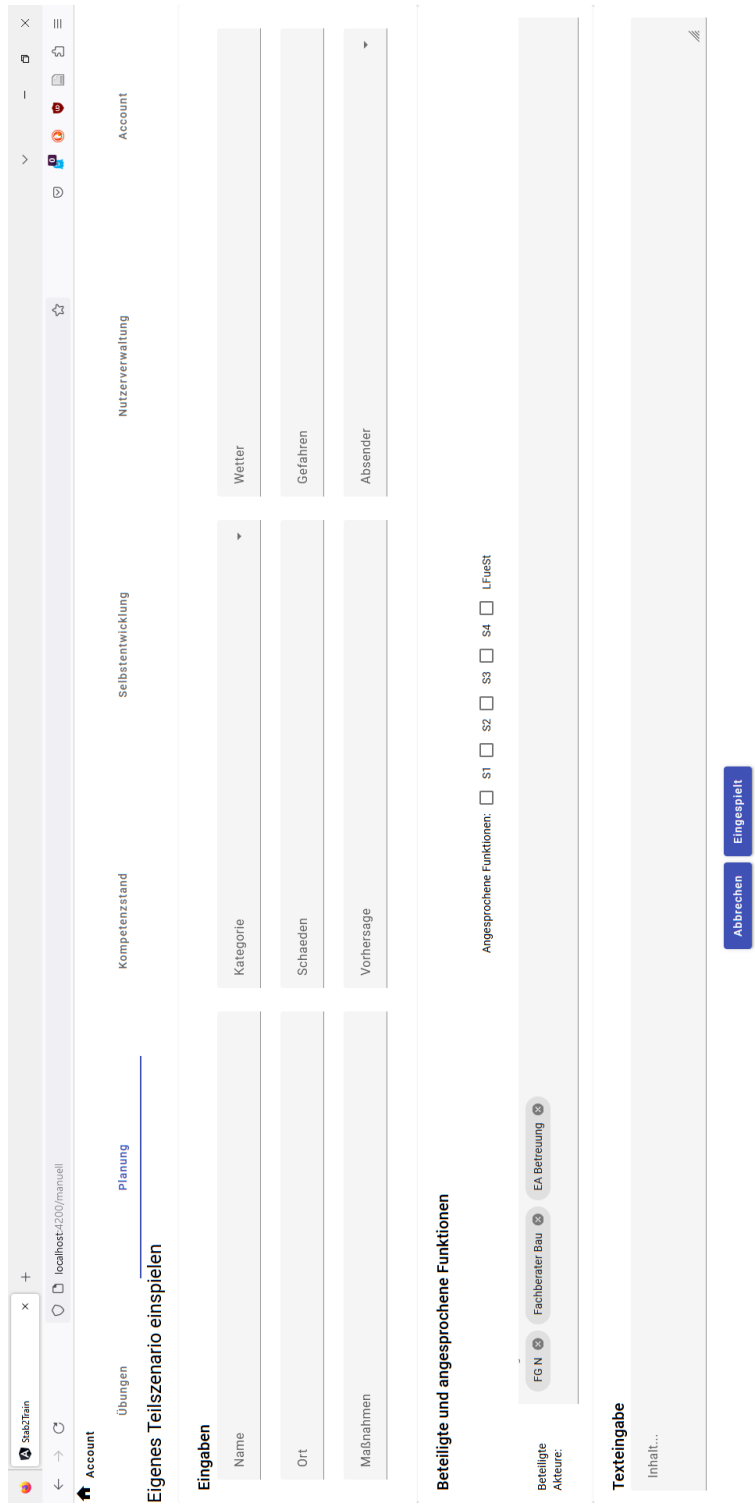 Stab2Train
localhost:4200/manuell
0
Account
Übungen Planung Kompetenzstand Selbstentwicklung Nutzerverwaltung Account
Eigenes Teilszenario einspielen
Eingaben
Name Kategorie Wetter
Ort Schaeden Gefahren
Maßnahmen Vorhersage Absender
Beteiligte und angesprochene Funktionen
Angesprochene Funktionen: S1 S2 S3 S4 LFueSt
Beteiligte
Akteure:
FG N Fachberater Bau EA Betreuung
Texteingabe
Inhalt...
Abbrechen Eingespielt